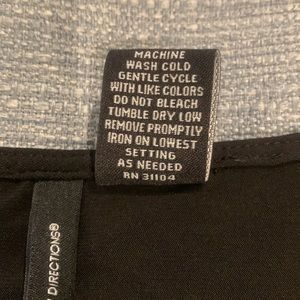 MACHINE
WASH COLD
GENTLE CYCLE
WITH LIKE COLORS
DO NOT BLEACH
TUMBLE DRY LOW
REMOVE PROMPTLY
IRON ON LOWEST
SETTING
AS NEEDED
RN 31104
DIRECTIONS®